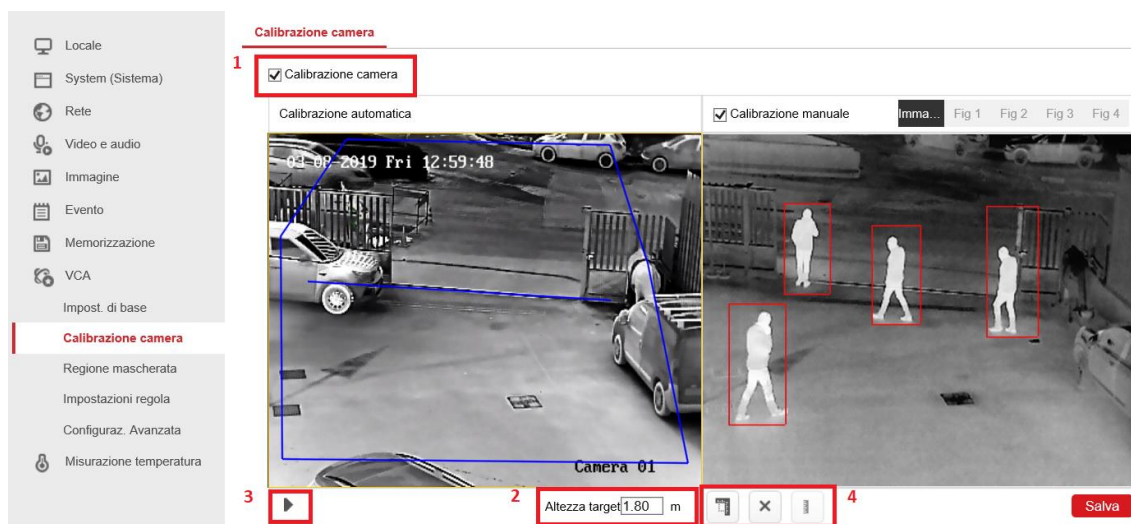 Locale
System (Sistema)
Rete
Video e audio
Immagine
Evento
Memorizzazione
VCA
Impost. di base
Calibrazione camera
Regione mascherata
Impostazioni regola
Configuraz. Avanzata
Misurazione temperatura
Calibrazione camera
1
Calibrazione camera
Calibrazione automatica
Calibrazione manuale
Imma...
Fig 1
Fig 2
Fig 3
Fig 4
03-08-2019 Fri 12:59:48
Camera 01
3
2
Altezza target 1.80 m
4
Salva